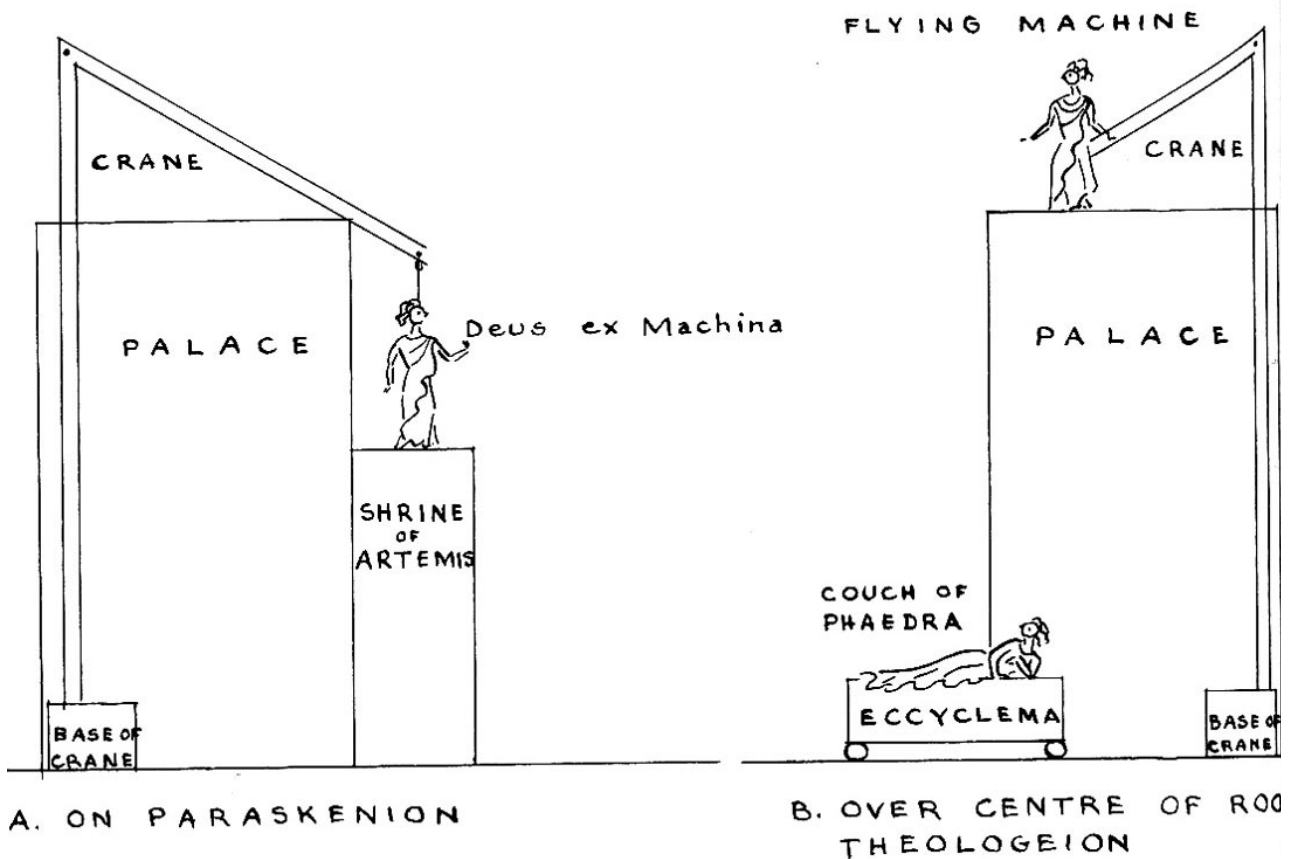 CRANE
PALACE
Deus ex Machina
SHRINE
OF
ARTEMIS
BASE OF
CRANE
A. ON PARASKENION
FLYING MACHINE
CRANE
PALACE
COUCH OF
PHAEDRA
ECCYCLEMA
BASE OF
CRANE
B. OVER CENTRE OF ROO
THEOLOGEION